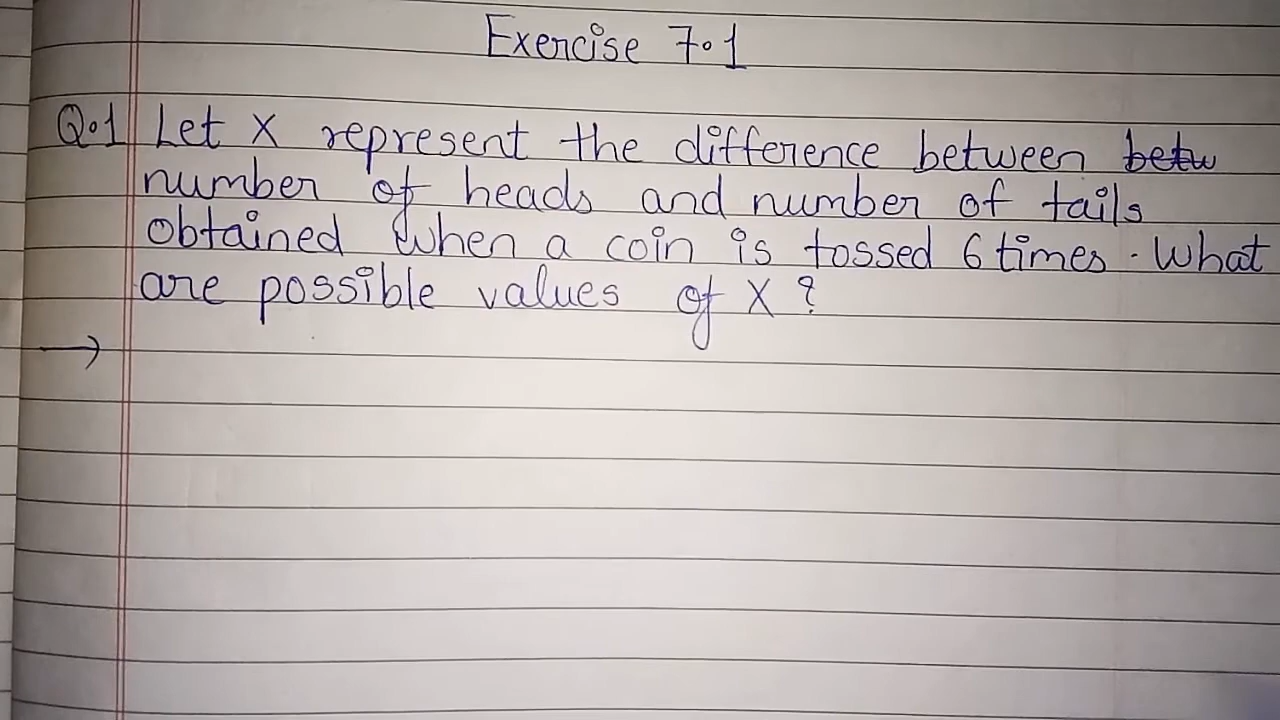 Exercise 7.1
Q.1 Let X represent the difference between betw
number of heads and number of tails
obtained when a coin is tossed 6 times. What
are possible values of X?
→